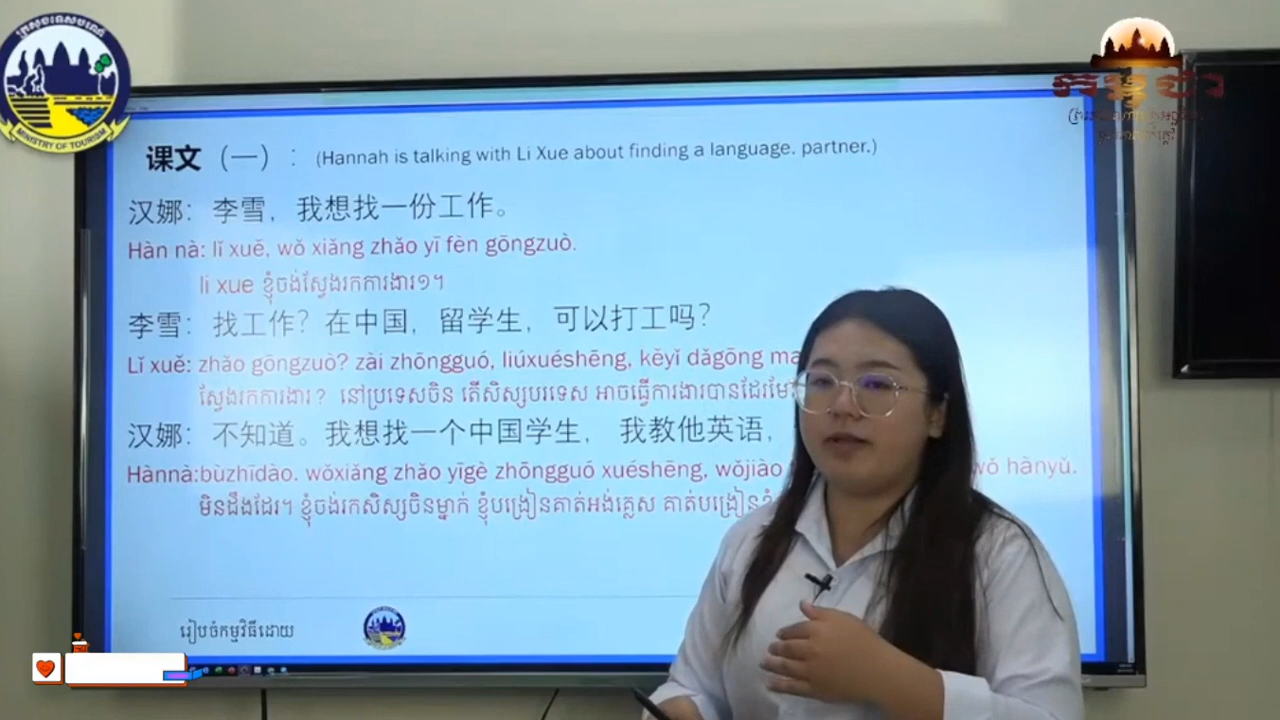 MINISTRY OF TOURISM
课文（一）: (Hannah is talking with Li Xue about finding a language. partner.)
汉娜：李雪，我想找一份工作。
Hàn nà: lǐ xuě, wǒ xiǎng zhǎo yī fèn gōngzuò.
li xue ខ្ញុំចង់ស្វែងរកការងារ១។
李雪：找工作？在中国，留学生，可以打工吗？
Lǐ xuě: zhǎo gōngzuò? zài zhōngguó, liúxuéshēng, kěyǐ dǎgōng ma
ស្វែងរកការងារ? នៅប្រទេសចិន តើសិស្សបរទេស អាចធ្វើការងារបានដែរ
汉娜：不知道。我想找一个中国学生， 我教他英语，
Hànnà:bùzhīdào. wǒxiǎng zhǎo yīgè zhōngguó xuéshēng, wǒjiào wǒ hànyǔ.
មិនដឹងដែរ។ ខ្ញុំចង់រកសិស្សចិនម្នាក់ ខ្ញុំបង្រៀនគាត់អង់គ្លេស គាត់បង្រៀន
រៀបចំកម្មវិធីដោយ